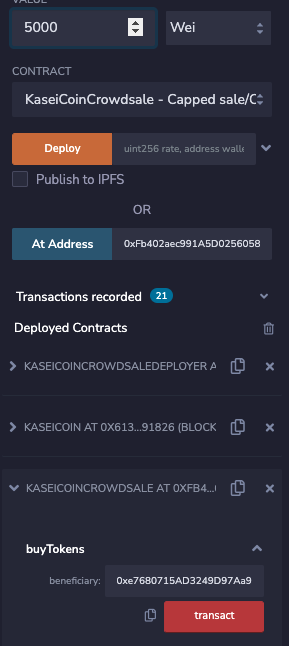 VALUE
5000 Wei
CONTRACT
KaseiCoinCrowdsale - Capped sale/C
Deploy uint256 rate, address walle
Publish to IPFS
OR
At Address 0xFb402aec991A5D0256058
Transactions recorded 21
Deployed Contracts
KASEICOINCROWDSALEDEPLOYER A
KASEICOIN AT 0X613...91826 (BLOCK
KASEICOINCROWDSALE AT 0XFB4...
buyTokens
beneficiary: 0xe7680715AD3249D97Aa9
transact